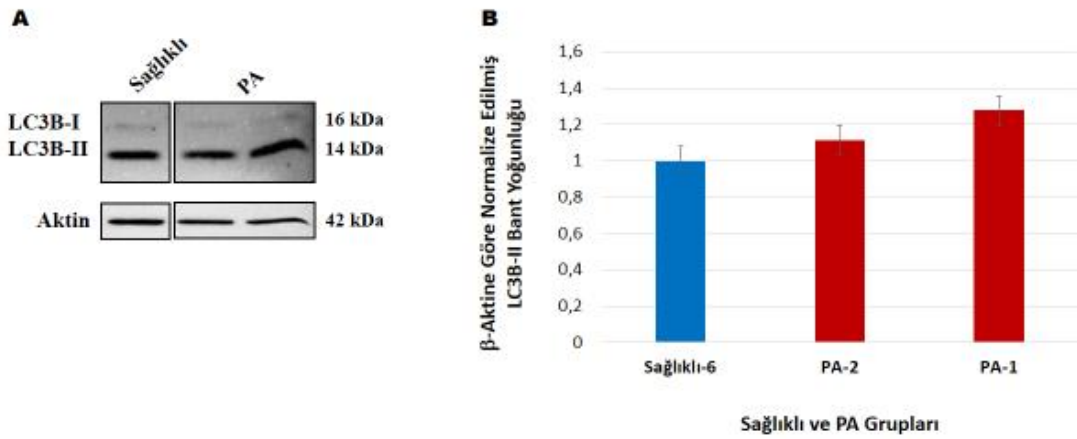 A
Sağlıklı
PA
LC3B-I
16 kDa
LC3B-II
14 kDa
Aktin
42 kDa
B
β-Aktine Göre Normalize Edilmiş
LC3B-II Bant Yoğunluğu
1,6
1,4
1,2
1
0,8
0,6
0,4
0,2
0
Sağlıklı-6
PA-2
PA-1
Sağlıklı ve PA Grupları